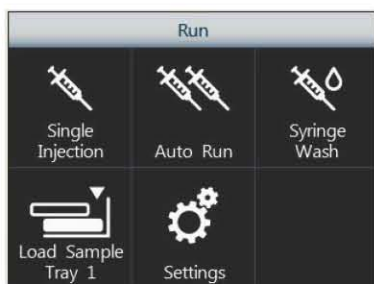 Run
Single
Injection
Auto Run
Syringe
Wash
Load Sample
Tray 1
Settings